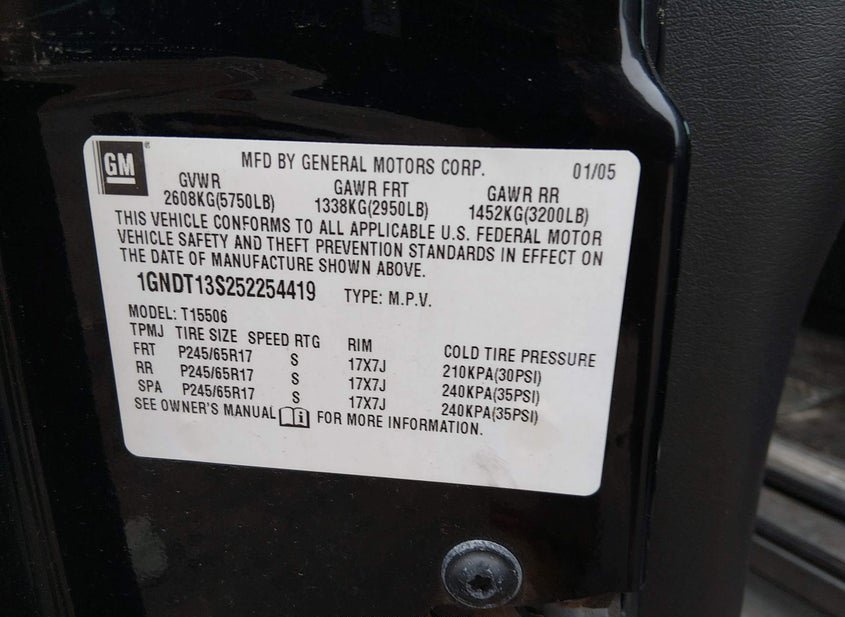 GM MFD BY GENERAL MOTORS CORP. 01/05
GVWR GAWR FRT GAWR RR
2608KG(5750LB) 1338KG(2950LB) 1452KG(3200LB)
THIS VEHICLE CONFORMS TO ALL APPLICABLE U.S. FEDERAL MOTOR
VEHICLE SAFETY AND THEFT PREVENTION STANDARDS IN EFFECT ON
THE DATE OF MANUFACTURE SHOWN ABOVE.
1GNDT13S252254419 TYPE: M.P.V.
MODEL: T15506
TPMJ TIRE SIZE SPEED RTG RIM COLD TIRE PRESSURE
FRT P245/65R17 S 17X7J 210KPA(30PSI)
RR P245/65R17 S 17X7J 240KPA(35PSI)
SPA P245/65R17 S 17X7J 240KPA(35PSI)
SEE OWNER'S MANUAL i FOR MORE INFORMATION.